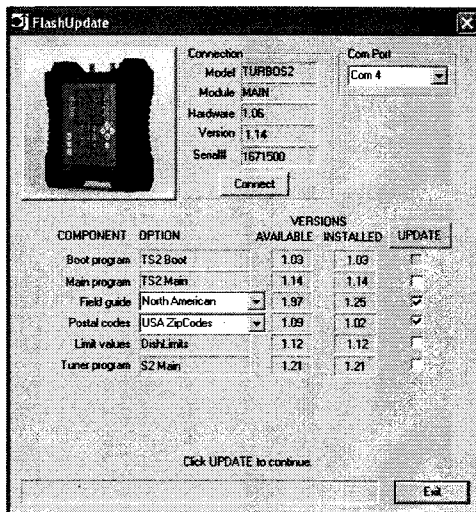 FlashUpdate
Connection
Com Port
Model TURBOS2
Com 4
Module MAIN
Hardware 1.06
Version 1.14
Serial# 1671500
Connect
VERSIONS
COMPONENT OPTION AVAILABLE INSTALLED UPDATE
Boot program TS2 Boot 1.03 1.03
Main program TS2 Main 1.14 1.14
Field guide North American 1.97 1.25
Postal codes USA ZipCodes 1.09 1.02
Limit values DishLimits 1.12 1.12
Tuner program S2 Main 1.21 1.21
Click UPDATE to continue.
Exit